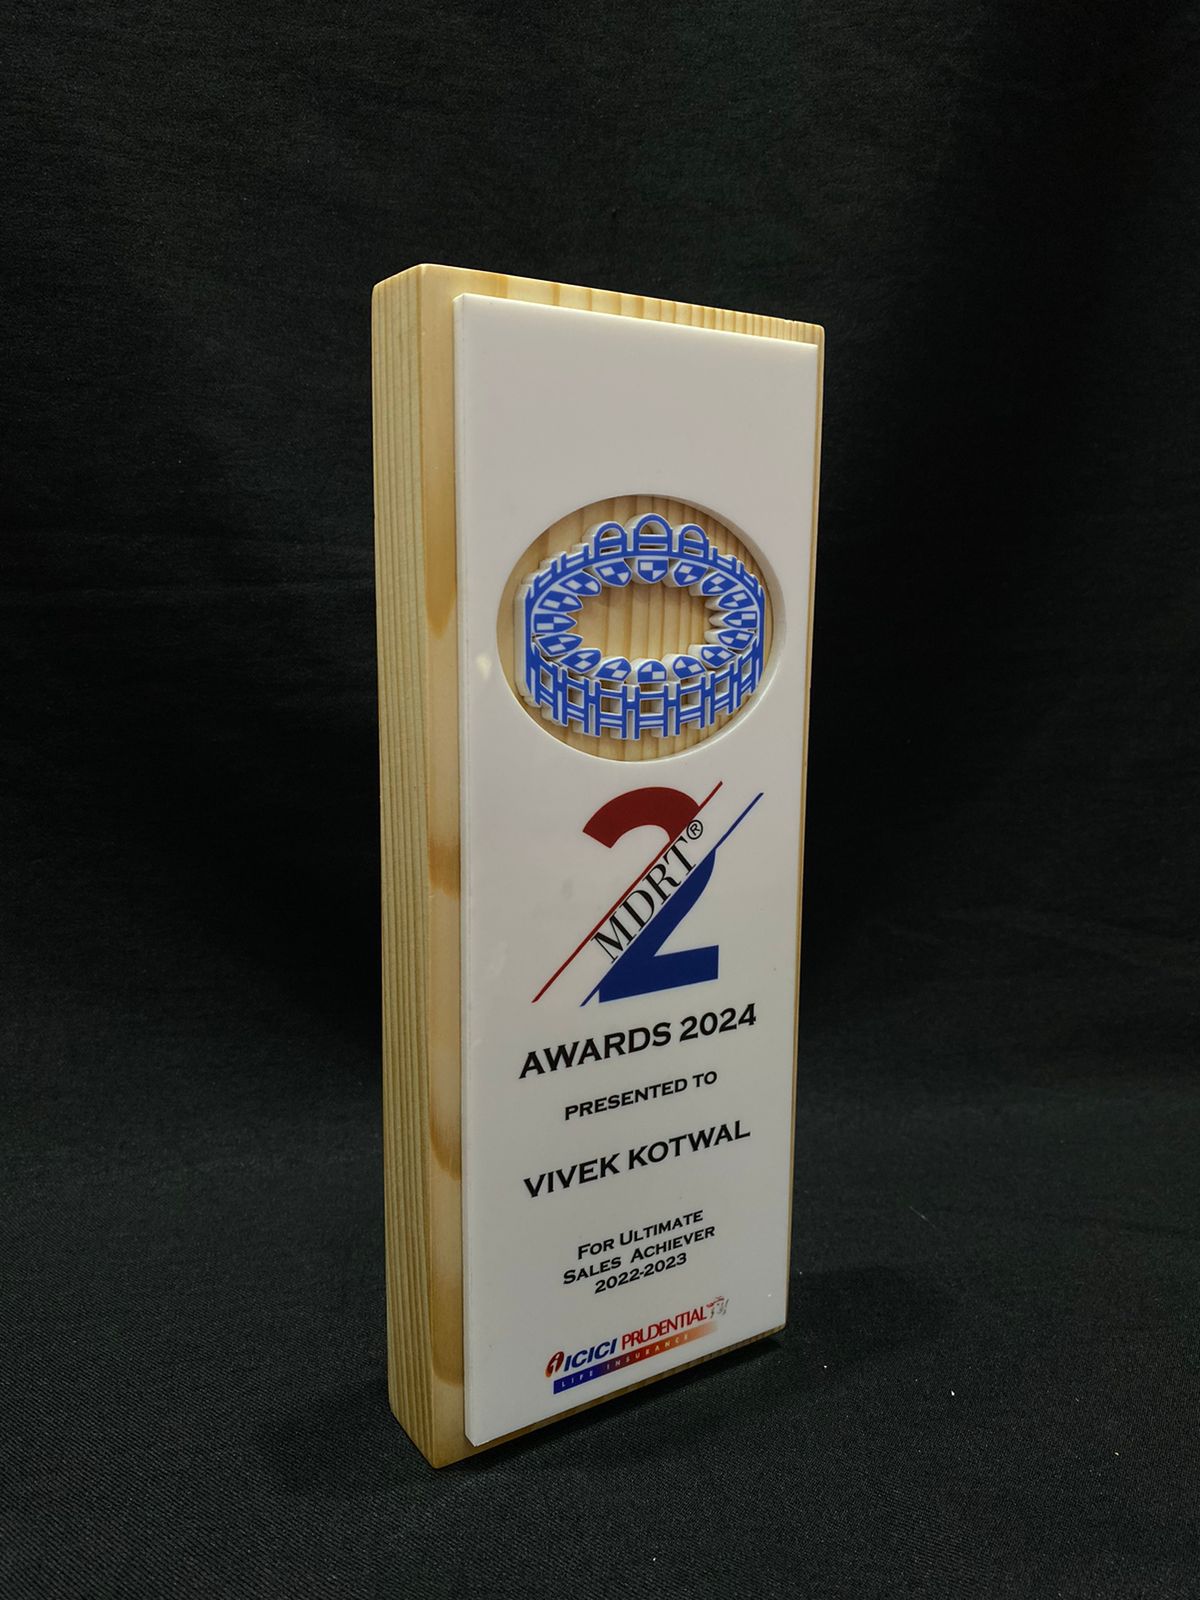 2
MDRT®
AWARDS 2024
PRESENTED TO
VIVEK KOTWAL
FOR ULTIMATE
SALES ACHIEVER
2022-2023
ICICI PRUDENTIAL
LIFE INSURANCE